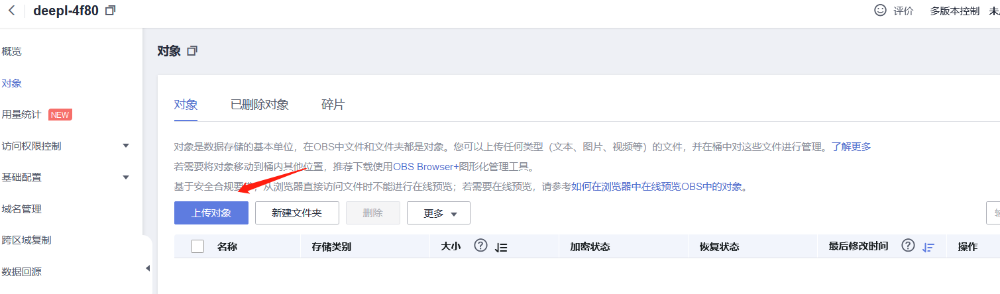 deepl-4f80
评价 多版本控制
概览
对象
用量统计 NEW
访问权限控制
基础配置
域名管理
跨区域复制
数据回源
对象
对象 已删除对象 碎片
对象是数据存储的基本单位，在OBS中文件和文件夹都是对象。您可以上传任何类型（文本、图片、视频等）的文件，并在桶中对这些文件进行管理。了解更多
若需要将对象移动到桶内其他位置，推荐下载使用OBS Browser+图形化管理工具。
基于安全合规要求，从浏览器直接访问文件时不能进行在线预览；若需要在线预览，请参考如何在浏览器中在线预览OBS中的对象。
上传对象 新建文件夹 删除 更多
名称 存储类别 大小 加密状态 恢复状态 最后修改时间 操作